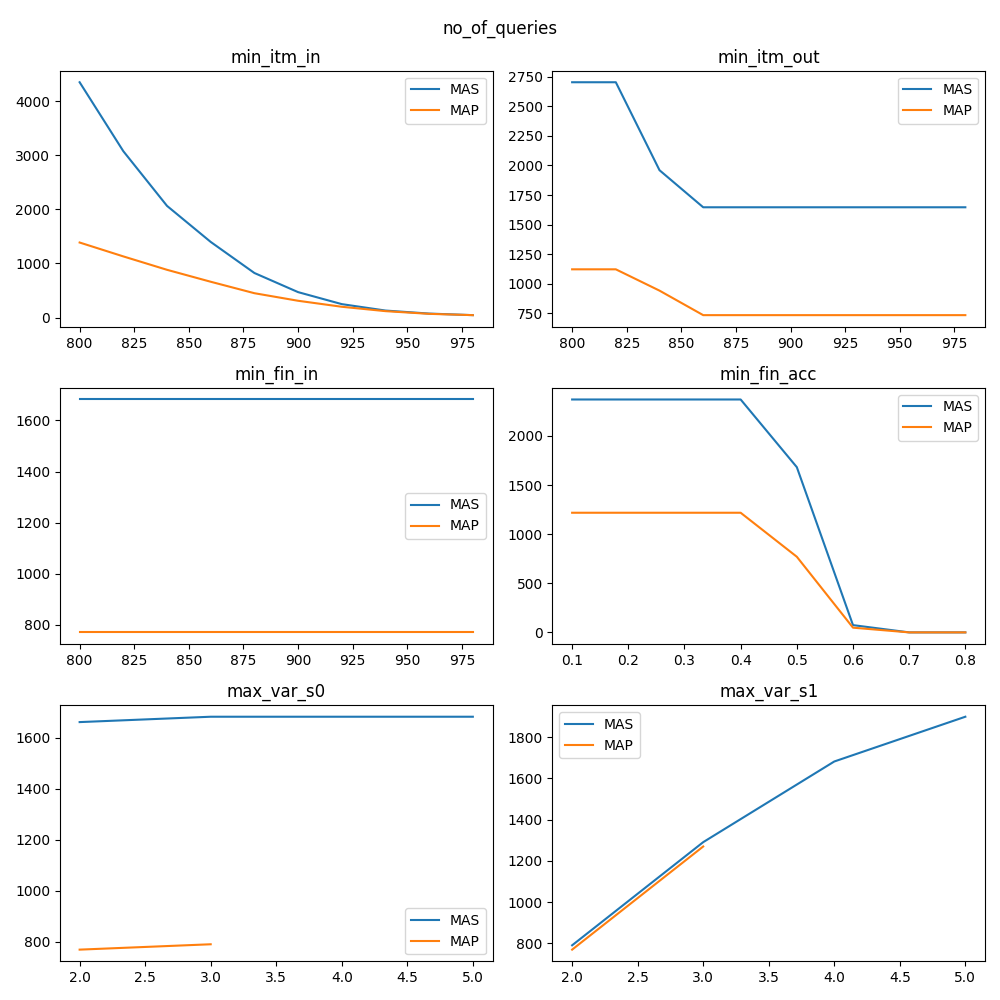 no_of_queries
min_itm_in
4000
3000
2000
1000
0
800 825 850 875 900 925 950 975
MAS
MAP
min_itm_out
2750
2500
2250
2000
1750
1500
1250
1000
750
800 825 850 875 900 925 950 975
MAS
MAP
min_fin_in
1600
1400
1200
1000
800
800 825 850 875 900 925 950 975
MAS
MAP
min_fin_acc
2000
1500
1000
500
0
0.1 0.2 0.3 0.4 0.5 0.6 0.7 0.8
MAS
MAP
max_var_s0
1600
1400
1200
1000
800
2.0 2.5 3.0 3.5 4.0 4.5 5.0
MAS
MAP
max_var_s1
1800
1600
1400
1200
1000
800
2.0 2.5 3.0 3.5 4.0 4.5 5.0
MAS
MAP